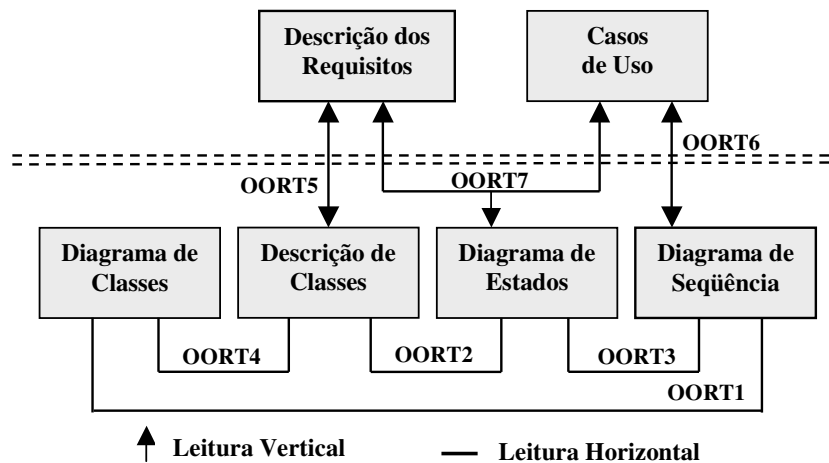 Descrição dos
Requisitos
Casos
de Uso
OORT6
OORT5
OORT7
Diagrama de
Classes
Descrição de
Classes
Diagrama de
Estados
Diagrama de
Seqüência
OORT4
OORT2
OORT3
OORT1
Leitura Vertical
Leitura Horizontal